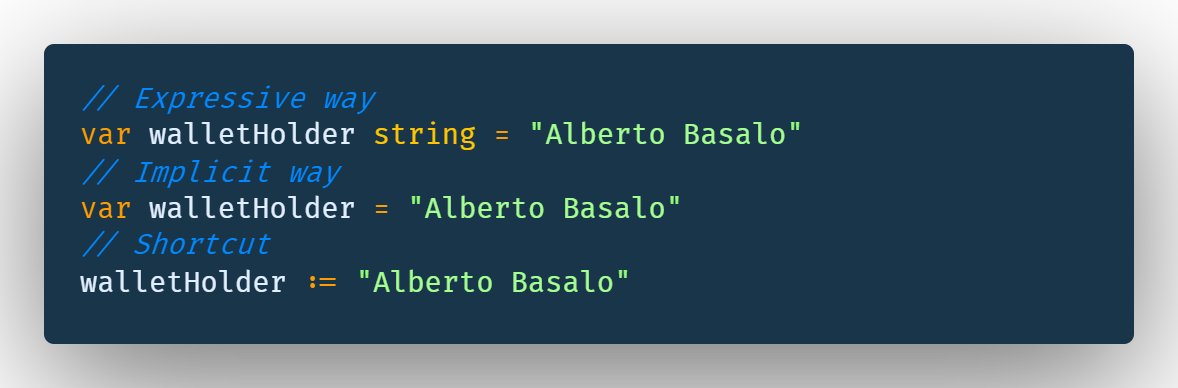 // Expressive way
var walletHolder string = "Alberto Basalo"
// Implicit way
var walletHolder = "Alberto Basalo"
// Shortcut
walletHolder := "Alberto Basalo"